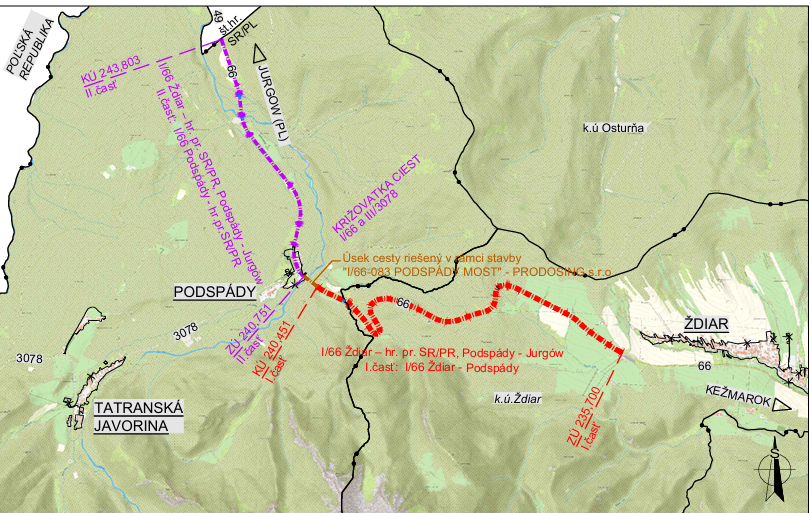 POĽSKÁ
REPUBLIKA
49
št.hr.
SR/PL
KÚ 243,803
II.časť
66
JURGOW (PL)
I/66 Ždiar – hr. pr. SR/PR, Podspády - Jurgów
II.časť: I/66 Podspády - hr.pr.SR/PR
k.ú Osturňa
KRIŽOVATKA CIEST
I/66 a III/3078
Úsek cesty riešený v rámci stavby
"I/66-083 PODSPÁDY MOST" - PRODOSING s.r.o
PODSPÁDY
ZÚ 240,751
II.časť
KÚ 240,451
I.časť
66
3078
3078
I/66 Ždiar – hr. pr. SR/PR, Podspády - Jurgów
I.časť: I/66 Ždiar - Podspády
ŽDIAR
66
KEŽMAROK
k.ú.Ždiar
ZÚ 235,700
I.časť
TATRANSKÁ
JAVORINA
S